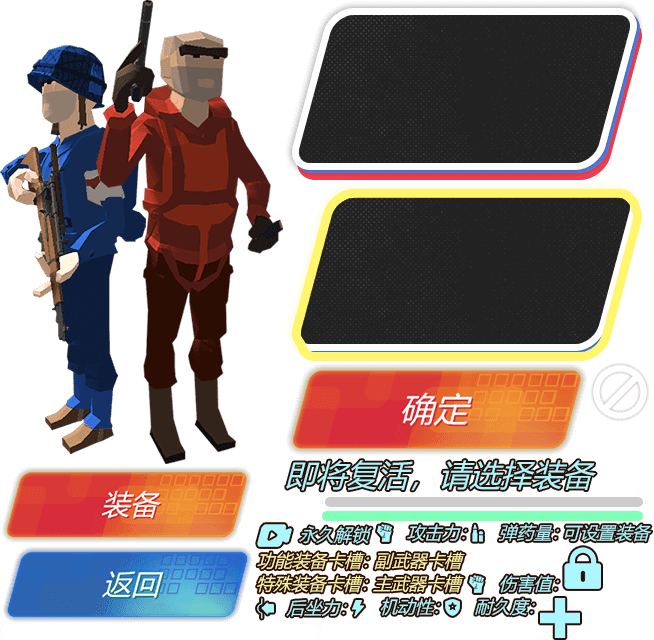 确定
即将复活，请选择装备
装备
永久解锁 攻击力: 弹药量: 可设置装备
功能装备卡槽: 副武器卡槽
特殊装备卡槽: 主武器卡槽 伤害值:
返回
后坐力: 机动性: 耐久度: